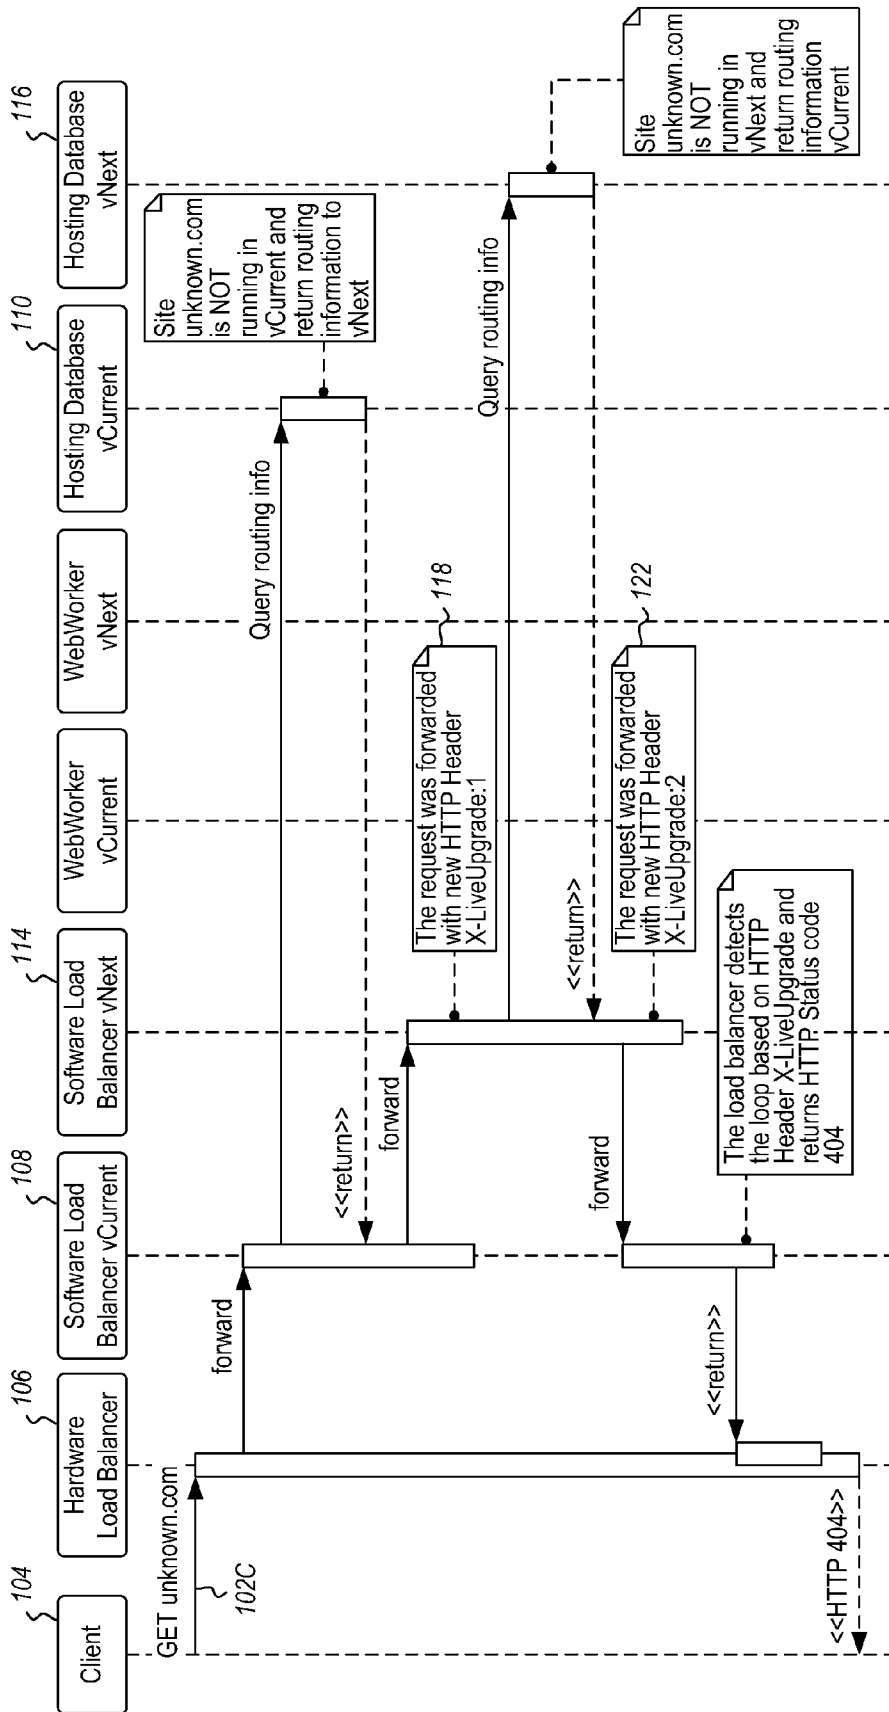 104
Client
106
Hardware
Load Balancer
108
Software Load
Balancer vCurrent
114
Software Load
Balancer vNext
WebWorker
vCurrent
WebWorker
vNext
110
Hosting Database
vCurrent
116
Hosting Database
vNext
GET unknown.com
102C
forward
Query routing info
Site
unknown.com
is NOT
running in
vCurrent and
return routing
information to
vNext
<<return>>
forward
The request was forwarded
with new HTTP Header
X-LiveUpgrade:1
118
Query routing info
Site
unknown.com
is NOT
running in
vNext and
return routing
information
vCurrent
<<return>>
forward
The request was forwarded
with new HTTP Header
X-LiveUpgrade:2
122
The load balancer detects
the loop based on HTTP
Header X-LiveUpgrade and
returns HTTP Status code
404
<<return>>
<<HTTP 404>>